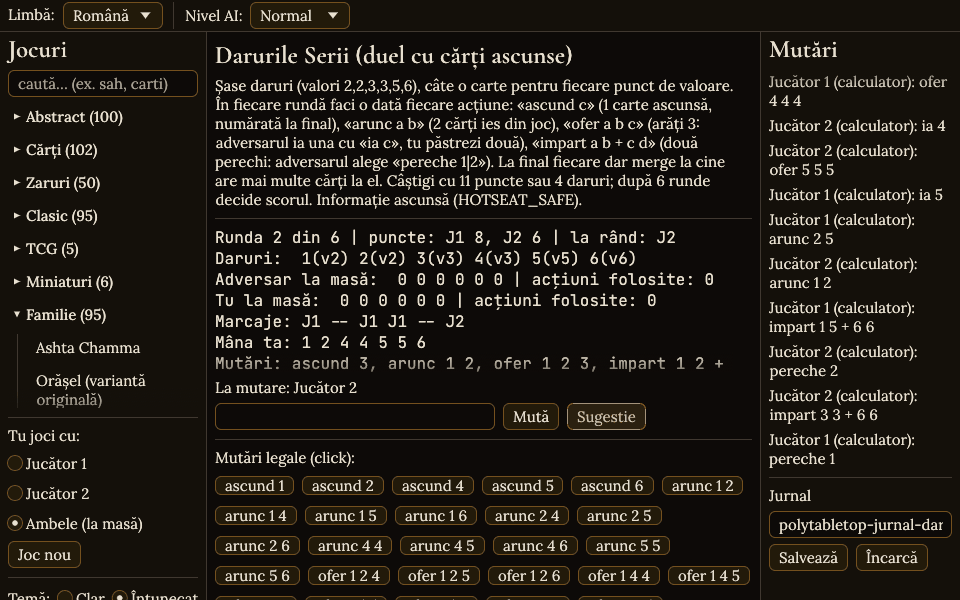 Limbă: Română ▼ Nivel AI: Normal ▼
Jocuri
caută... (ex. sah, carti)
▸ Abstract (100)
▸ Cărți (102)
▸ Zaruri (50)
▸ Clasic (95)
▸ TCG (5)
▸ Miniaturi (6)
▾ Familie (95)
Ashta Chamma
Orășel (variantă
originală)
Tu joci cu:
Jucător 1
Jucător 2
Ambele (la masă)
Joc nou
Temă: Clar Întunecat
Darurile Serii (duel cu cărți ascunse)
Șase daruri (valori 2,2,3,3,5,6), câte o carte pentru fiecare punct de valoare.
În fiecare rundă faci o dată fiecare acțiune: «ascund c» (1 carte ascunsă,
numărată la final), «arunc a b» (2 cărți ies din joc), «ofer a b c» (arăți 3:
adversarul ia una cu «ia c», tu păstrezi două), «impart a b + c d» (două
perechi: adversarul alege «pereche 1|2»). La final fiecare dar merge la cine
are mai multe cărți la el. Câștigi cu 11 puncte sau 4 daruri; după 6 runde
decide scorul. Informație ascunsă (HOTSEAT_SAFE).
Runda 2 din 6 | puncte: J1 8, J2 6 | la rând: J2
Daruri: 1(v2) 2(v2) 3(v3) 4(v3) 5(v5) 6(v6)
Adversar la masă: 0 0 0 0 0 0 | acțiuni folosite: 0
Tu la masă: 0 0 0 0 0 0 | acțiuni folosite: 0
Marcaje: J1 -- J1 J1 -- J2
Mâna ta: 1 2 4 4 5 5 6
Mutări: ascund 3, arunc 1 2, ofer 1 2 3, impart 1 2 +
La mutare: Jucător 2
Mută Sugestie
Mutări legale (click):
ascund 1 ascund 2 ascund 4 ascund 5 ascund 6 arunc 1 2
arunc 1 4 arunc 1 5 arunc 1 6 arunc 2 4 arunc 2 5
arunc 2 6 arunc 4 4 arunc 4 5 arunc 4 6 arunc 5 5
arunc 5 6 ofer 1 2 4 ofer 1 2 5 ofer 1 2 6 ofer 1 4 4 ofer 1 4 5
Mutări
Jucător 1 (calculator): ofer
4 4 4
Jucător 2 (calculator): ia 4
Jucător 2 (calculator):
ofer 5 5 5
Jucător 1 (calculator): ia 5
Jucător 1 (calculator):
arunc 2 5
Jucător 2 (calculator):
arunc 1 2
Jucător 1 (calculator):
impart 1 5 + 6 6
Jucător 2 (calculator):
pereche 2
Jucător 2 (calculator):
impart 3 3 + 6 6
Jucător 1 (calculator):
pereche 1
Jurnal
polytabletop-jurnal-dar
Salvează Încarcă